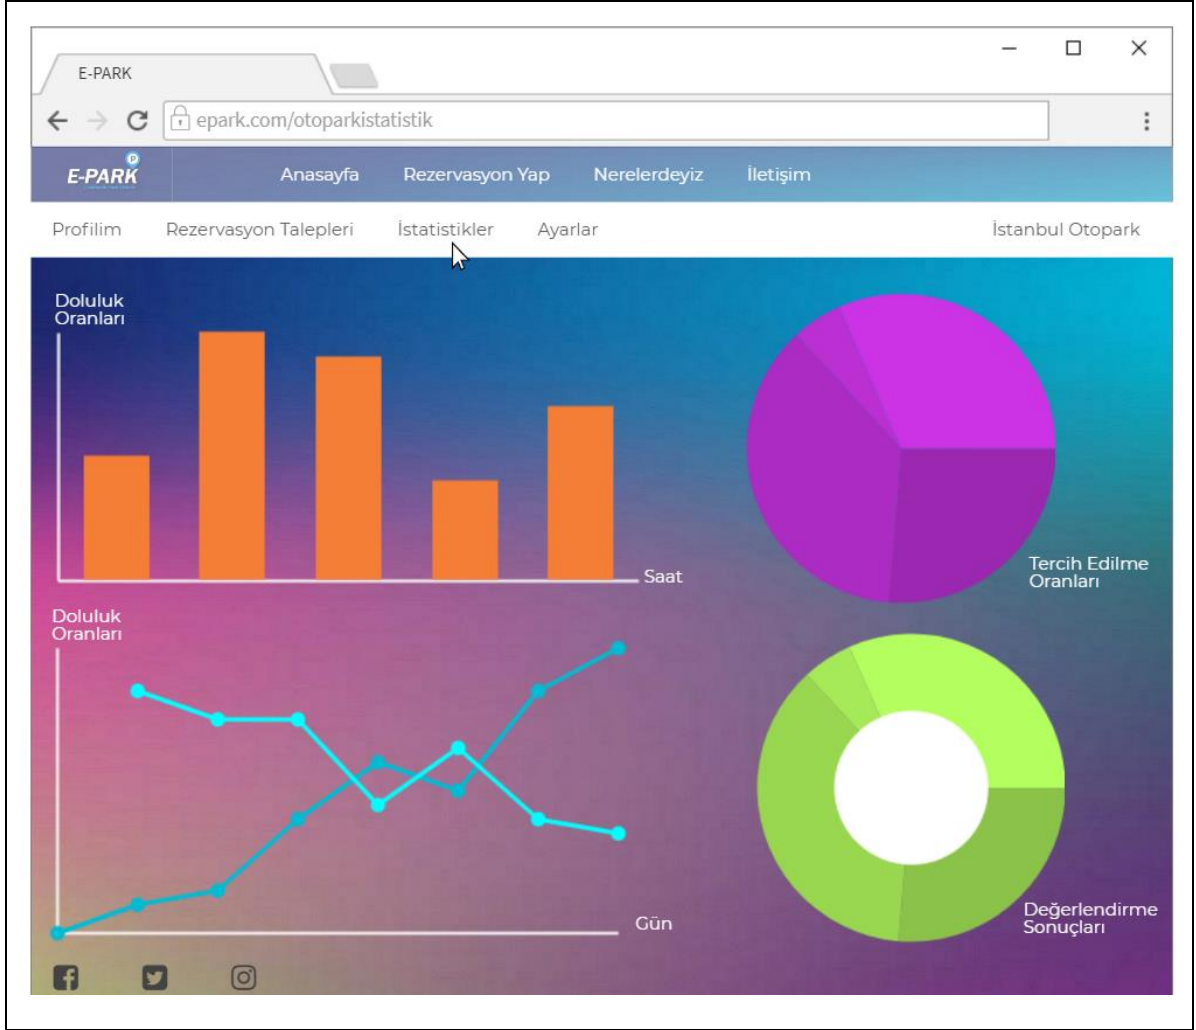 E-PARK
epark.com/otoparkistatistik
P
E-PARK
Anasayfa Rezervasyon Yap Nerelerdeyiz İletişim
Profilim Rezervasyon Talepleri İstatistikler Ayarlar İstanbul Otopark
Doluluk
Oranları
Saat
Tercih Edilme
Oranları
Doluluk
Oranları
Gün
Değerlendirme
Sonuçları